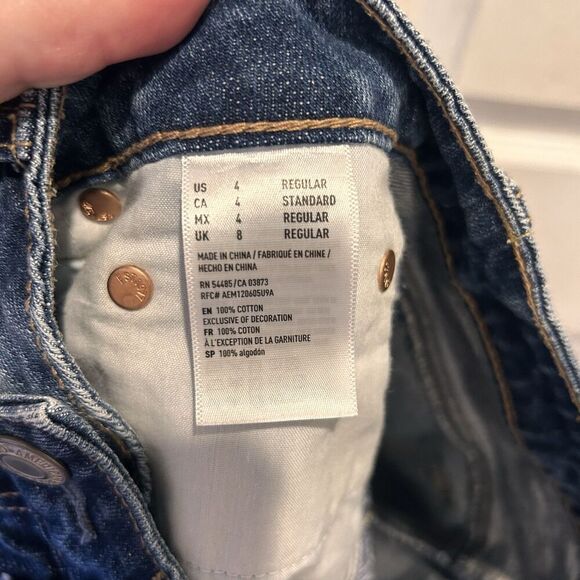 US 4 REGULAR
CA 4 STANDARD
MX 4 REGULAR
UK 8 REGULAR
MADE IN CHINA / FABRIQUÉ EN CHINE /
HECHO EN CHINA
RN 54485/CA 03873
RFC# AEM120605U9A
EN 100% COTTON
EXCLUSIVE OF DECORATION
FR 100% COTON
À L'EXCEPTION DE LA GARNITURE
SP 100% algodón